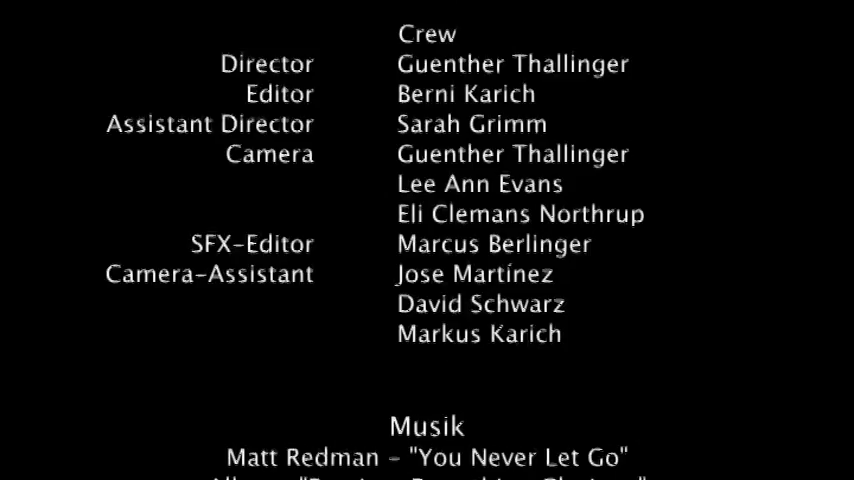 Crew
Director Guenther Thallinger
Editor Berni Karich
Assistant Director Sarah Grimm
Camera Guenther Thallinger
Lee Ann Evans
Eli Clemans Northrup
SFX-Editor Marcus Berlinger
Camera-Assistant Jose Martínez
David Schwarz
Markus Karich
Musik
Matt Redman - "You Never Let Go"